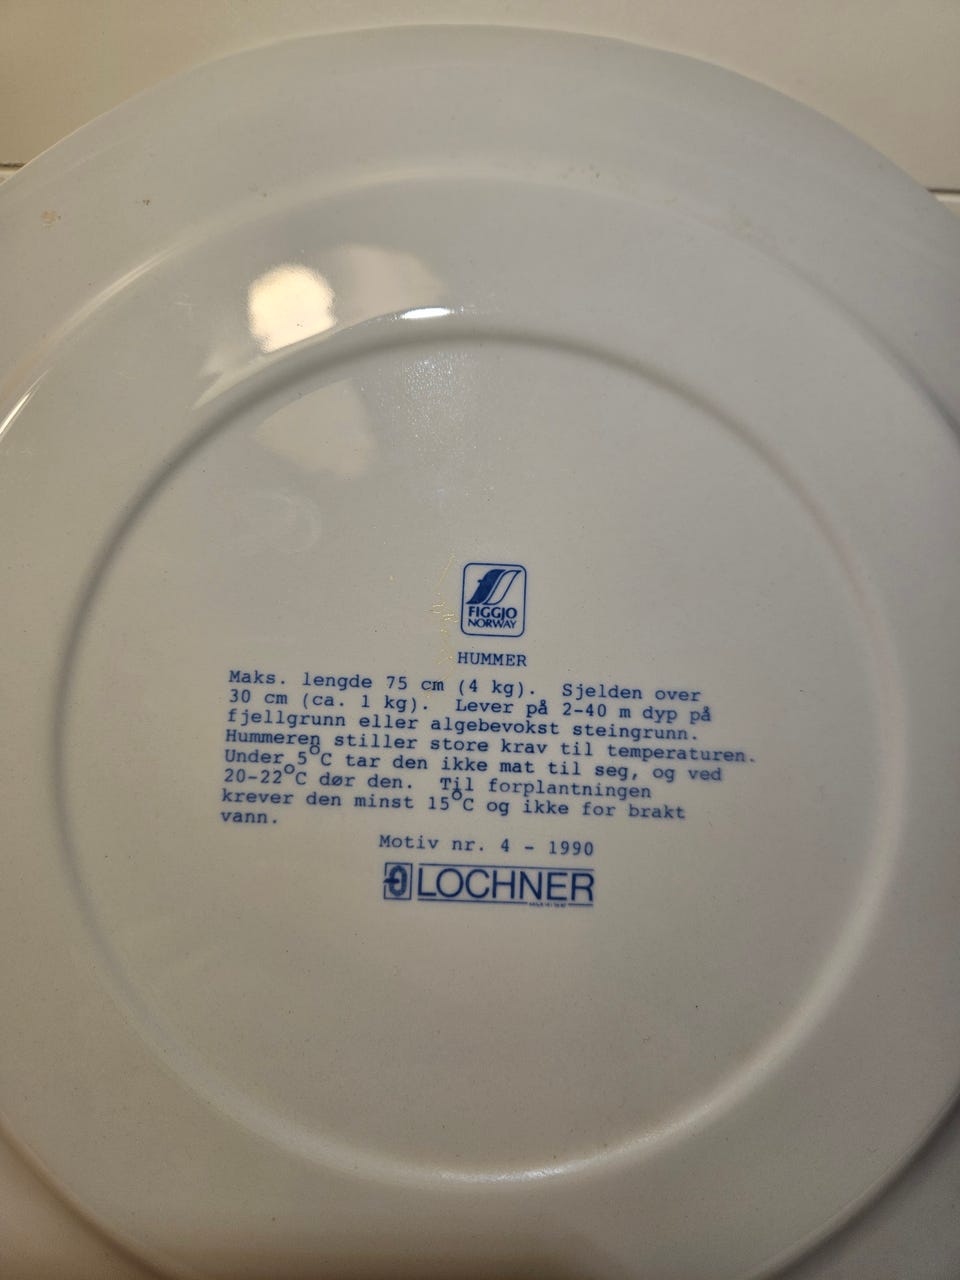 FIGGJO
NORWAY
HUMMER
Maks. lengde 75 cm (4 kg). Sjelden over
30 cm (ca. 1 kg). Lever på 2-40 m dyp på
fjellgrunn eller algebevokst steingrunn.
Hummeren stiller store krav til temperaturen.
Under 5°C tar den ikke mat til seg, og ved
20-22°C dør den. Til forplantningen
krever den minst 15°C og ikke for brakt
vann.
Motiv nr. 4 - 1990
LOCHNER